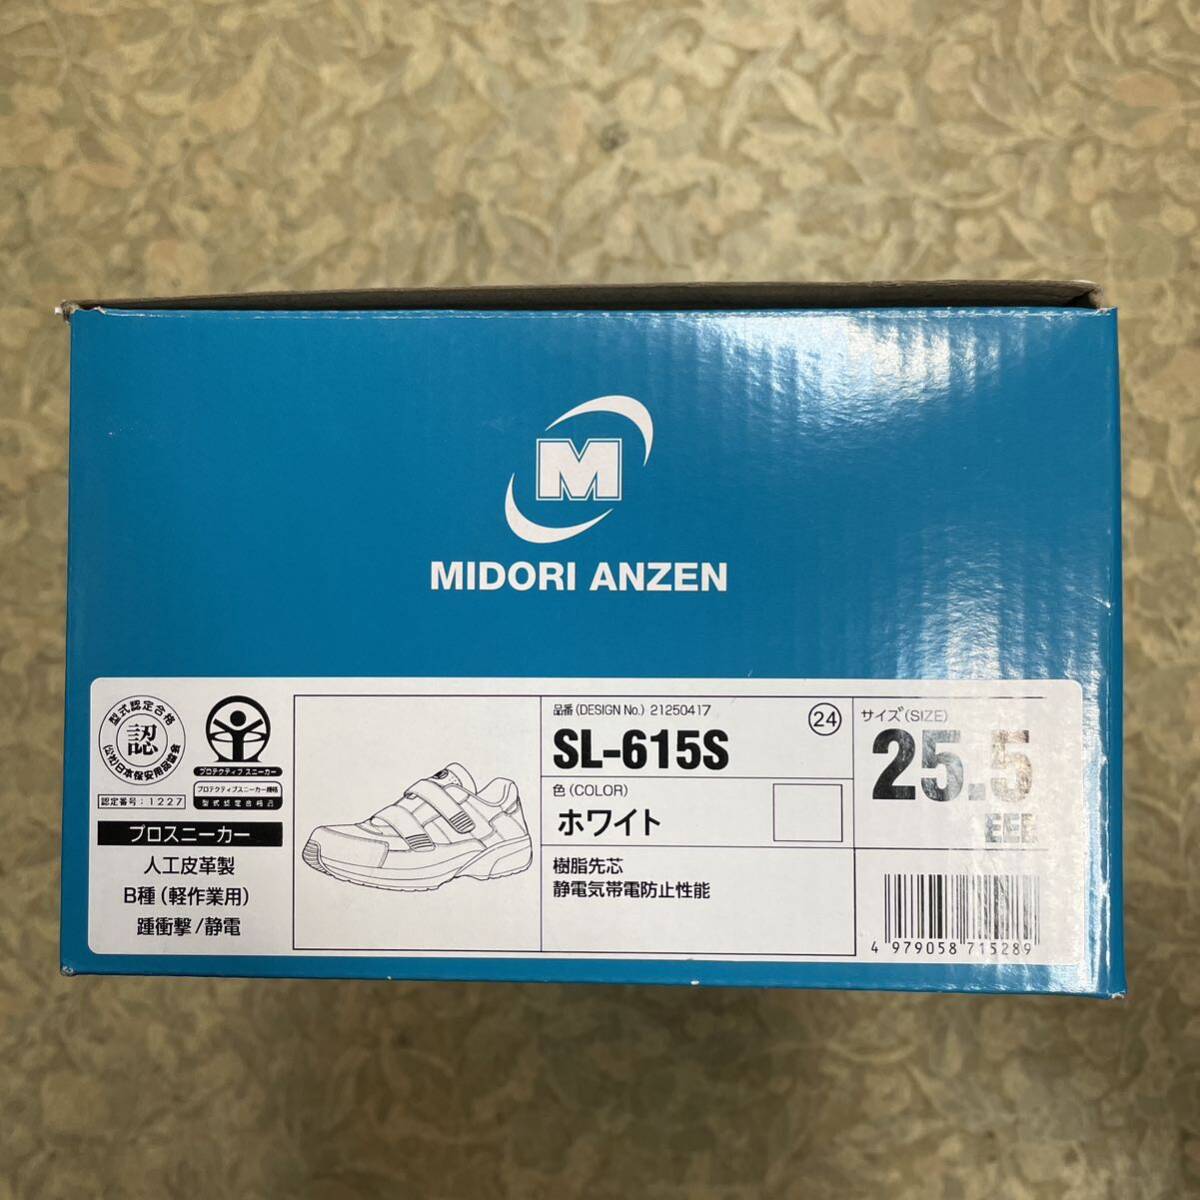 M
MIDORI ANZEN
型式認定合格
認
(公社)日本保安用品協会
認定番号:1227
プロテクティブ スニーカー
プロテクティブスニーカー規格
型式認定合格品
プロスニーカー
人工皮革製
B種(軽作業用)
踵衝撃/静電
品番(DESIGN No.) 21250417
24
SL-615S
色(COLOR)
ホワイト
樹脂先芯
静電気帯電防止性能
サイズ(SIZE)
25.5
EEE
4 979058 715289